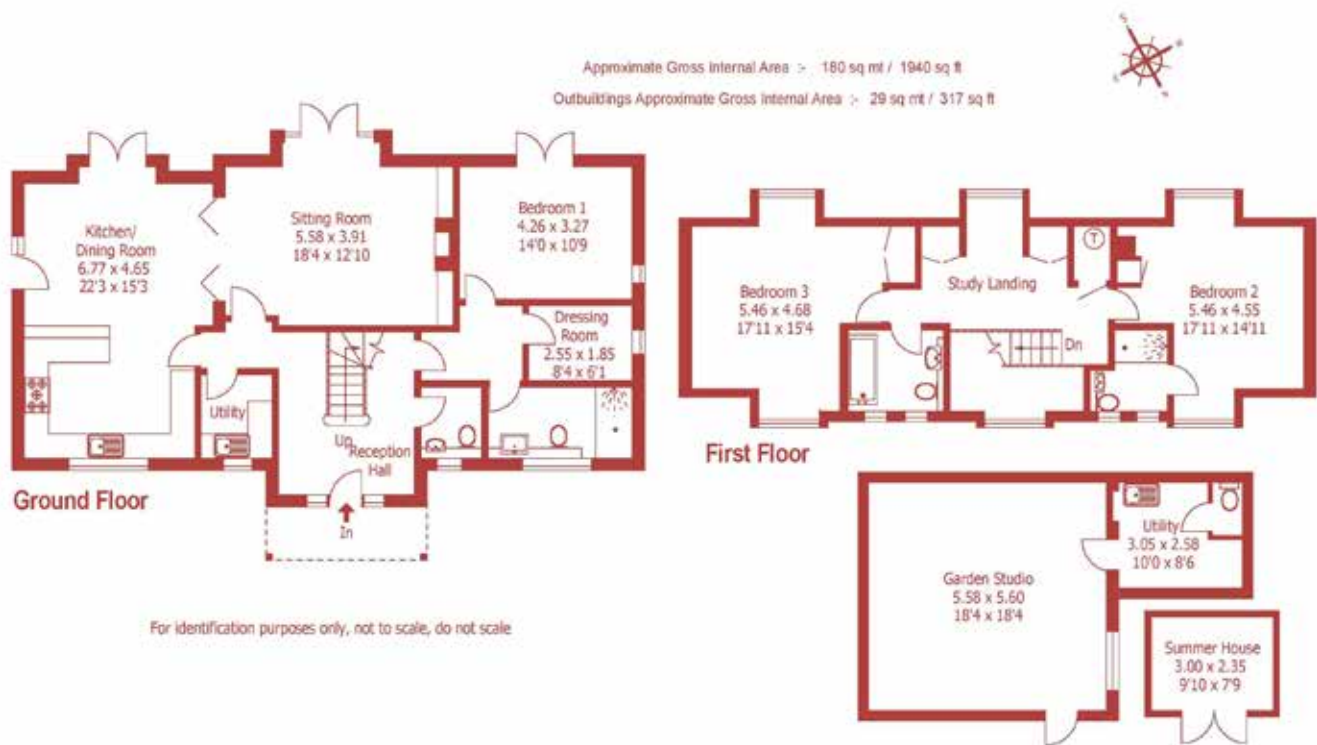 Approximate Gross Internal Area :- 180 sq mt / 1940 sq ft
Outbuildings Approximate Gross Internal Area :- 29 sq mt / 317 sq ft
Kitchen/
Dining Room
6.77 x 4.65
22'3 x 15'3
Sitting Room
5.58 x 3.91
18'4 x 12'10
Bedroom 1
4.26 x 3.27
14'0 x 10'9
Dressing
Room
2.55 x 1.85
8'4 x 6'1
Utility
Up
Reception
Hall
In
Ground Floor
Bedroom 3
5.46 x 4.68
17'11 x 15'4
Study Landing
T
Dn
Bedroom 2
5.46 x 4.55
17'11 x 14'11
First Floor
Garden Studio
5.58 x 5.60
18'4 x 18'4
Utility
3.05 x 2.58
10'0 x 8'6
Summer House
3.00 x 2.35
9'10 x 7'9
For identification purposes only, not to scale, do not scale